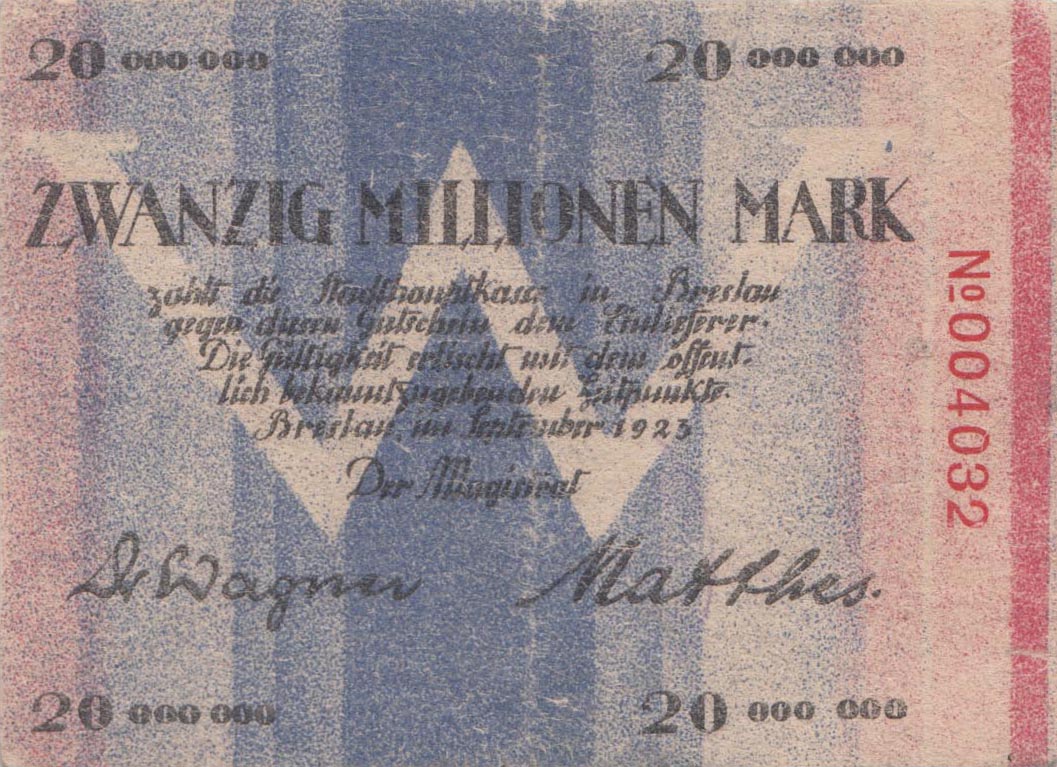 20 000 000 20 000 000
W
ZWANZIG MILLIONEN MARK
zahlt die Stadthauptkasse in Breslau
gegen diesen Gutschein dem Einlieferer.
Die Gültigkeit erlischt mit dem öffent-
lich bekanntzugebenden Zeitpunkte.
Breslau, im September 1923
Der Magistrat
Dr Wagner Matthes.
20 000 000 20 000 000
No 004032